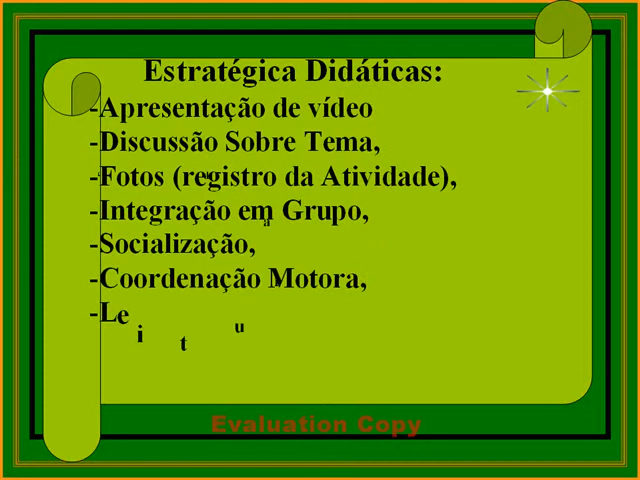 Estratégica Didáticas:
-Apresentação de vídeo
-Discussão Sobre Tema,
-Fotos (registro da Atividade),
-Integração em Grupo,
-Socialização,
-Coordenação Motora,
-Leitu
Evaluation Copy